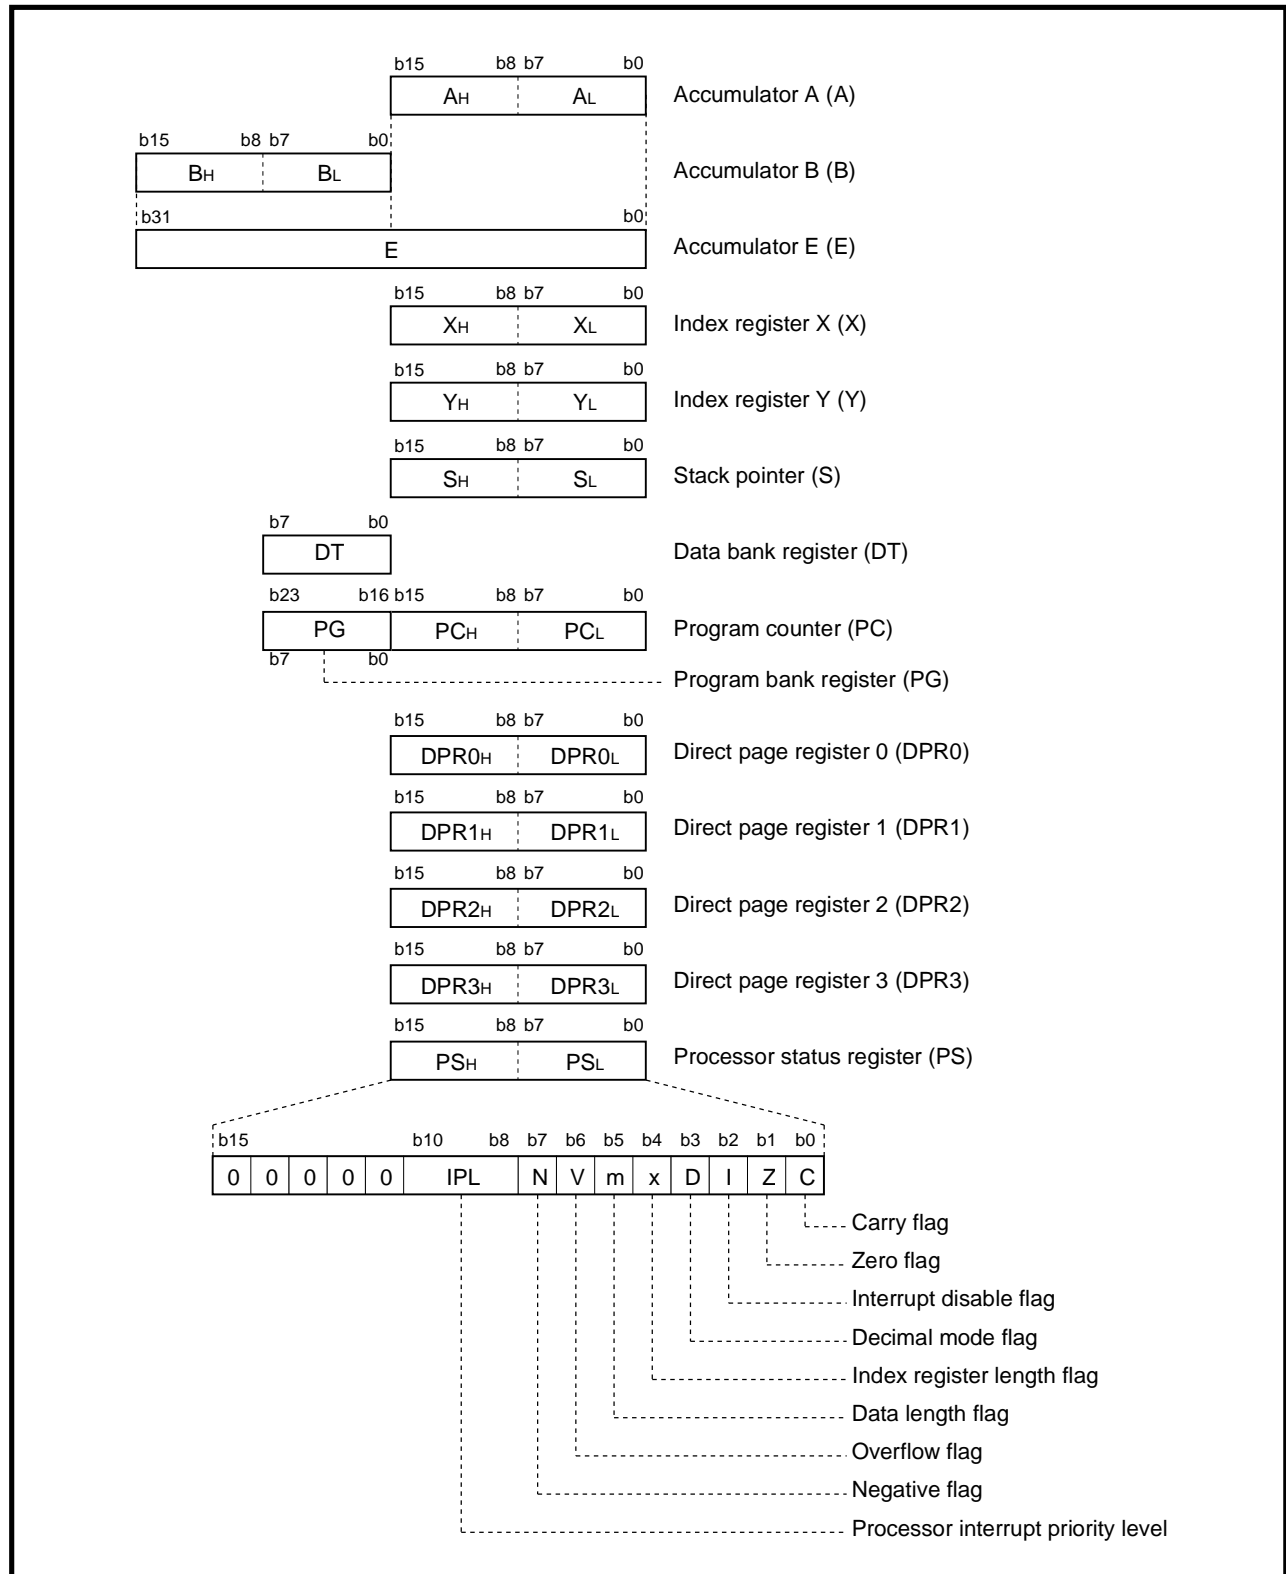 b15 b8 b7 b0
AH AL Accumulator A (A)
b15 b8 b7 b0
BH BL Accumulator B (B)
b31 b0
E Accumulator E (E)
b15 b8 b7 b0
XH XL Index register X (X)
b15 b8 b7 b0
YH YL Index register Y (Y)
b15 b8 b7 b0
SH SL Stack pointer (S)
b7 b0
DT Data bank register (DT)
b23 b16 b15 b8 b7 b0
PG PCH PCL Program counter (PC)
b7 b0
Program bank register (PG)
b15 b8 b7 b0
DPR0H DPR0L Direct page register 0 (DPR0)
b15 b8 b7 b0
DPR1H DPR1L Direct page register 1 (DPR1)
b15 b8 b7 b0
DPR2H DPR2L Direct page register 2 (DPR2)
b15 b8 b7 b0
DPR3H DPR3L Direct page register 3 (DPR3)
b15 b8 b7 b0
PSH PSL Processor status register (PS)
b15 b10 b8 b7 b6 b5 b4 b3 b2 b1 b0
0 0 0 0 0 IPL N V m x D I Z C
Carry flag
Zero flag
Interrupt disable flag
Decimal mode flag
Index register length flag
Data length flag
Overflow flag
Negative flag
Processor interrupt priority level